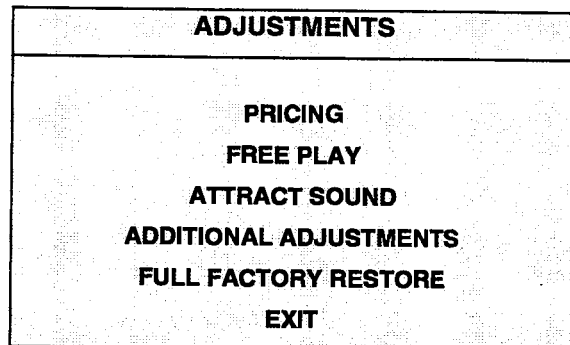 ADJUSTMENTS
PRICING
FREE PLAY
ATTRACT SOUND
ADDITIONAL ADJUSTMENTS
FULL FACTORY RESTORE
EXIT